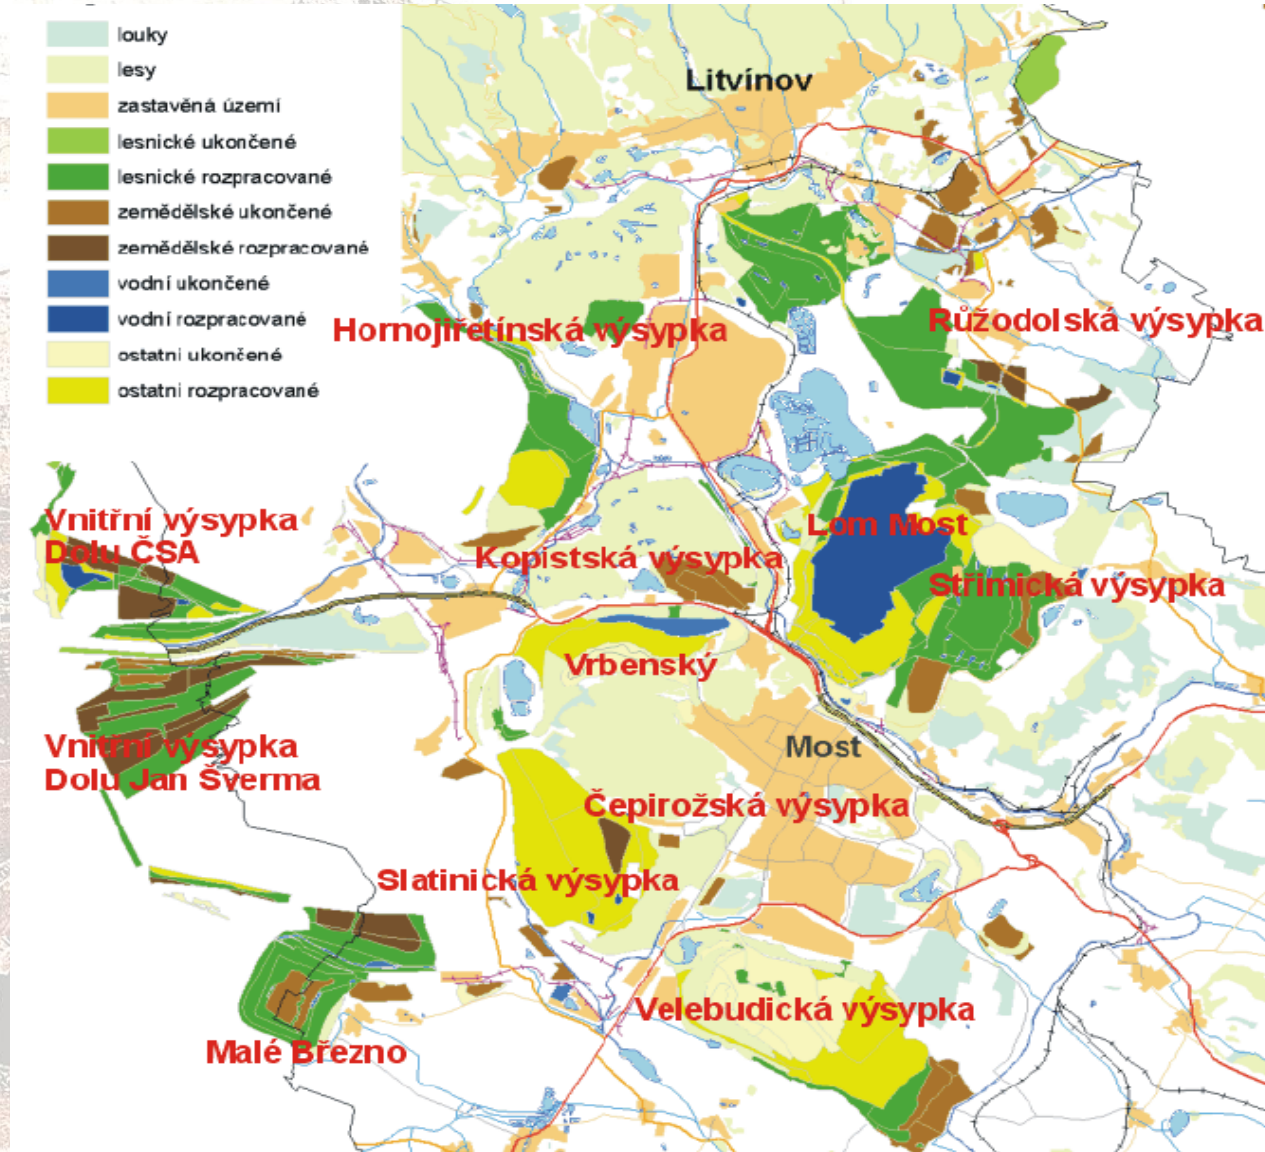 louky
lesy
zastavěná území
lesnické ukončené
lesnické rozpracované
zemědělské ukončené
zemědělské rozpracované
vodní ukončené
vodní rozpracované
ostatni ukončené
ostatni rozpracované
Litvínov
Hornojiřetínská výsypka
Růžodolská výsypka
Vnitřní výsypka
Dolu ČSA
Lom Most
Kopistská výsypka
Střimická výsypka
Vrbenský
Vnitřní výsypka
Dolu Jan Šverma
Most
Čepirožská výsypka
Slatinická výsypka
Velebudická výsypka
Malé Březno